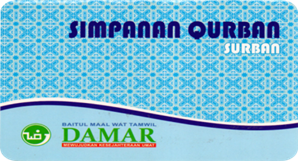 SIMPANAN QURBAN
SURBAN
BAITUL MAAL WAT TAMWIL
DAMAR
MEWUJUDKAN KESEJAHTERAAN UMAT